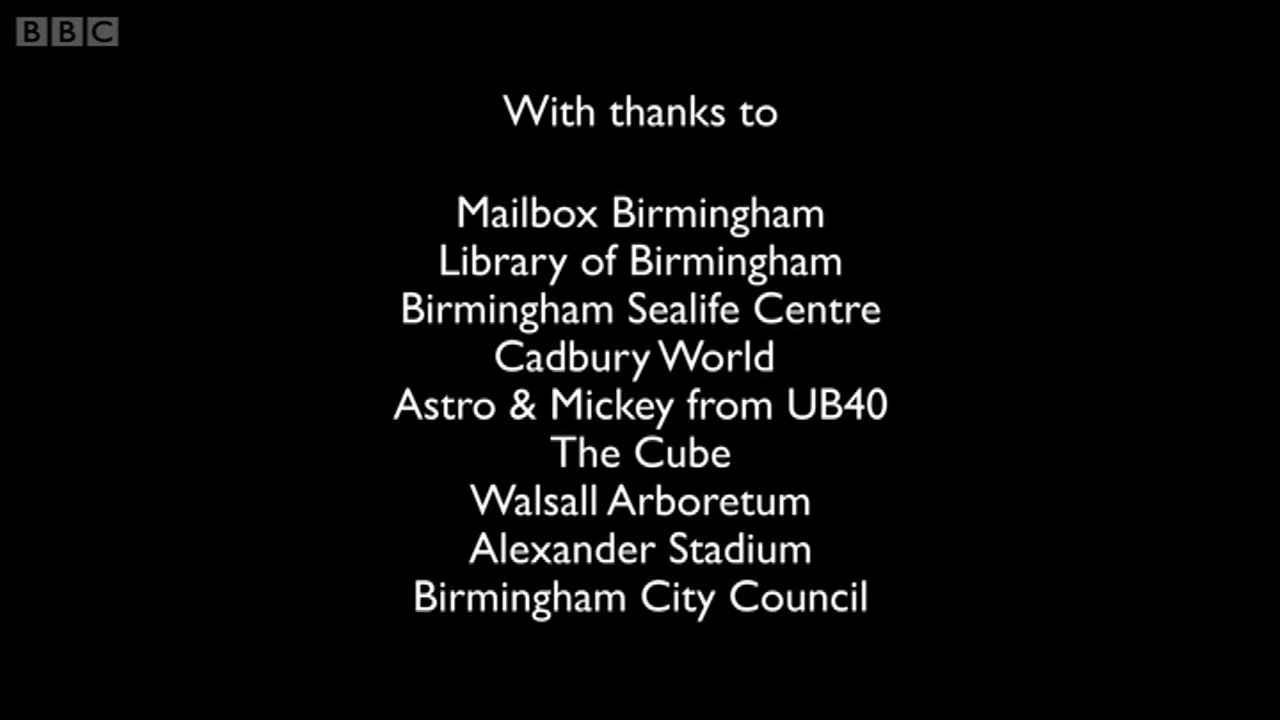 BBC
With thanks to
Mailbox Birmingham
Library of Birmingham
Birmingham Sealife Centre
Cadbury World
Astro & Mickey from UB40
The Cube
Walsall Arboretum
Alexander Stadium
Birmingham City Council